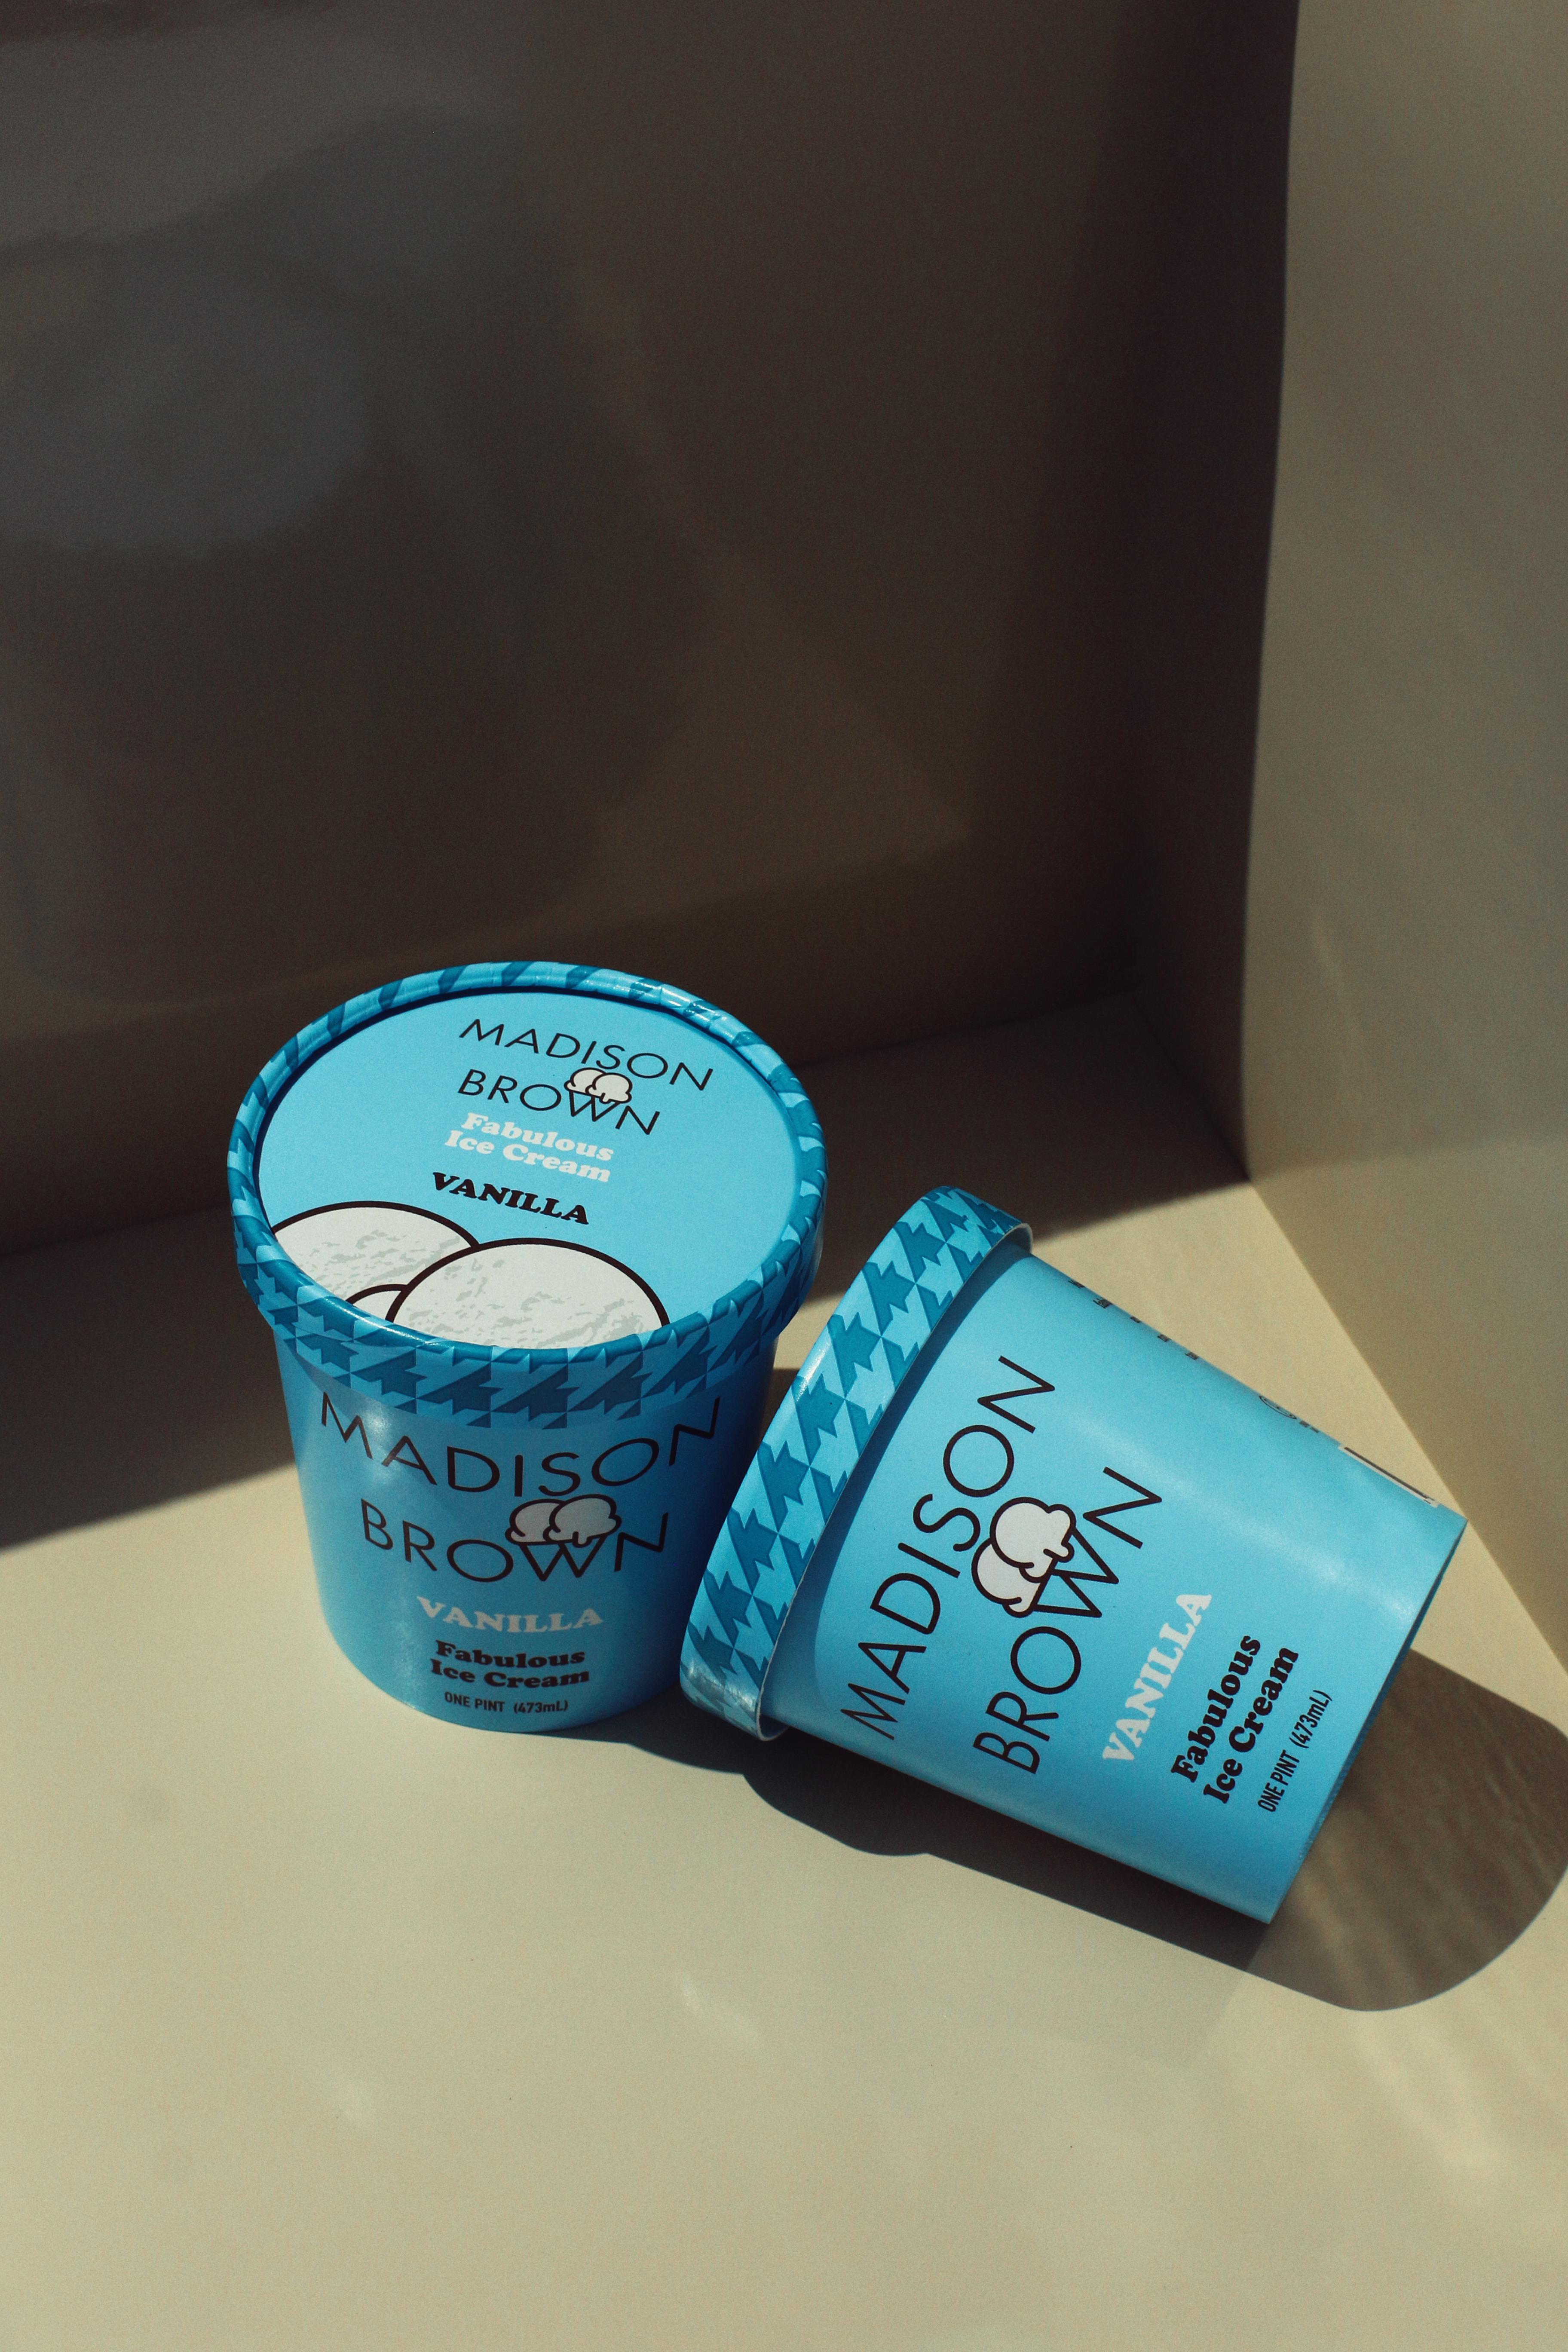 MADISON
BROWN
Fabulous
Ice Cream
VANILLA
MADISON
BROWN
VANILLA
Fabulous
Ice Cream
ONE PINT (473mL)
MADISON
BROWN
VANILLA
Fabulous
Ice Cream
ONE PINT (473mL)